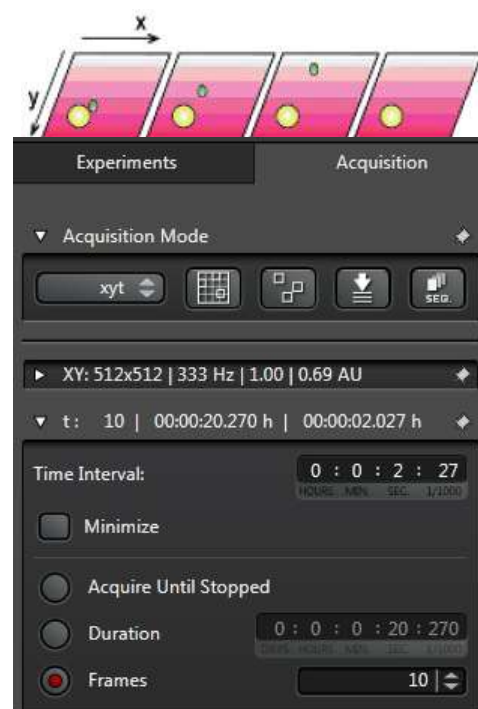 x
y
Experiments Acquisition
Acquisition Mode
xyt SEQ.
XY: 512x512 | 333 Hz | 1.00 | 0.69 AU
t: 10 | 00:00:20.270 h | 00:00:02.027 h
Time Interval: 0 : 0 : 2 : 27
HOURS MIN. SEC. 1/1000
Minimize
Acquire Until Stopped
Duration 0 : 0 : 0 : 20 : 270
DAYS HOURS MIN. SEC. 1/1000
Frames 10